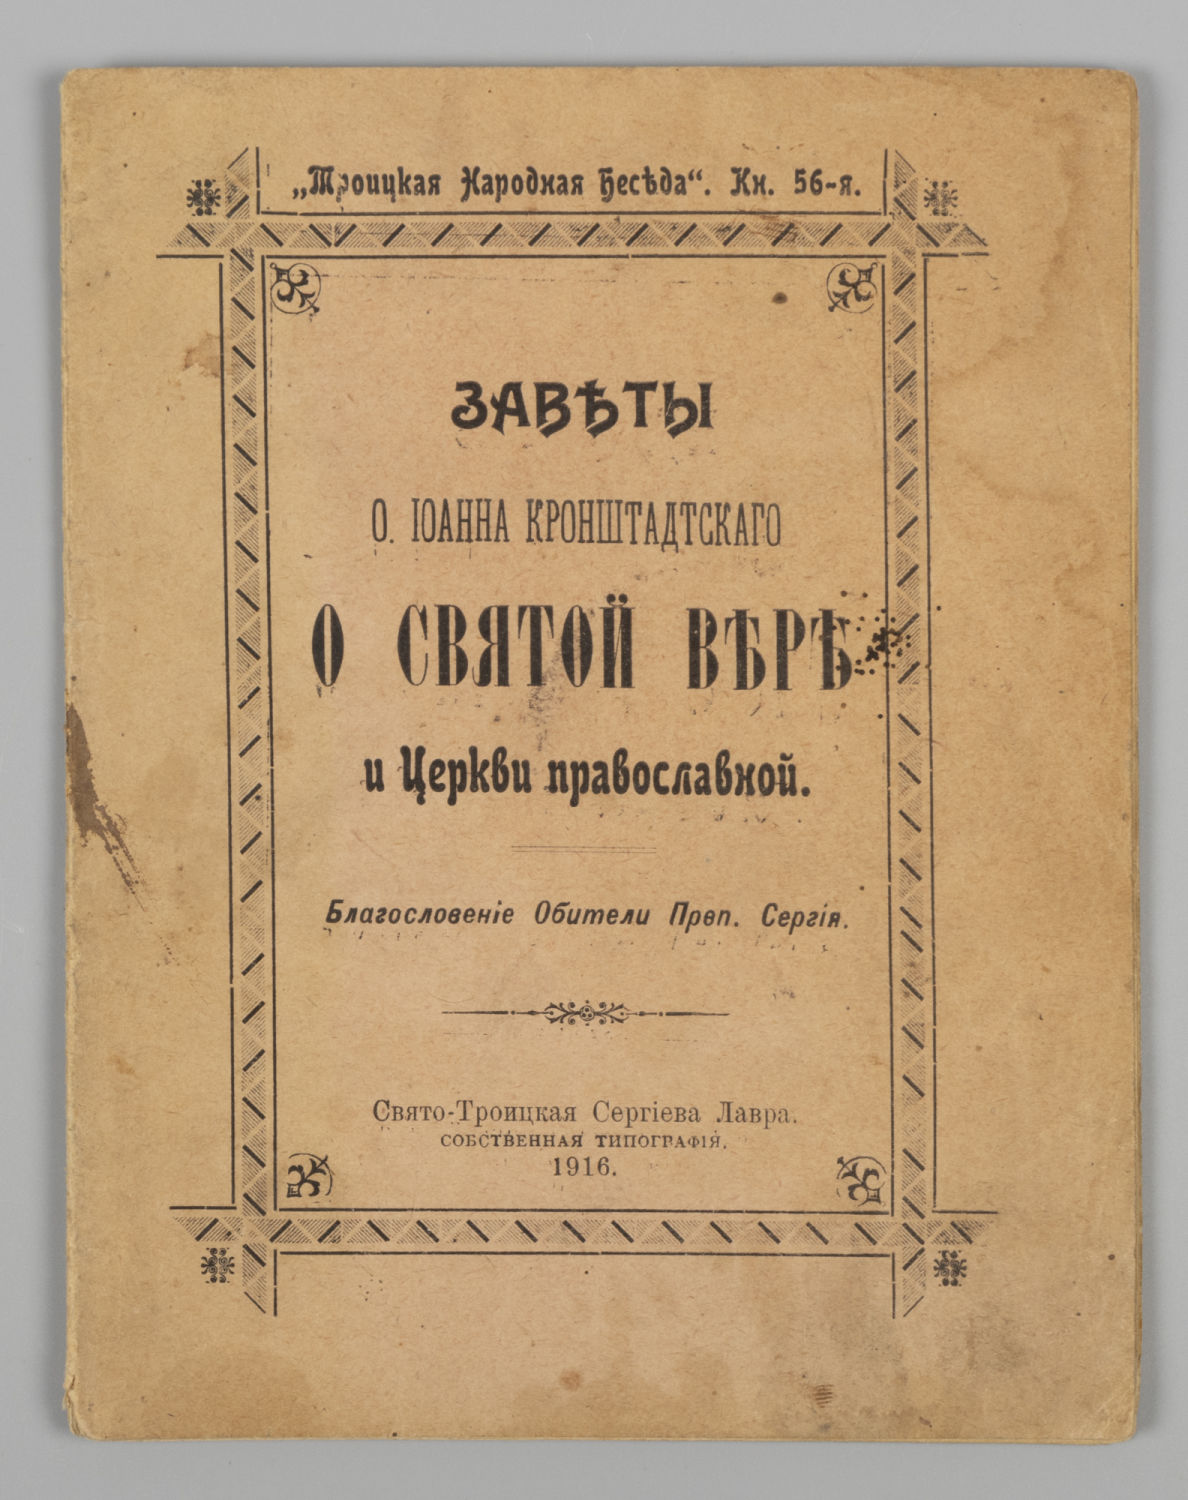 „Троицкая Народная Бесѣда“. Кн. 56-я.
ЗАВѢТЫ
О. ІОАННА КРОНШТАДТСКАГО
О СВЯТОЙ ВѢРѢ
и Церкви православной.
Благословеніе Обители Прѳп. Сергія.
Свято-Троицкая Сергіева Лавра.
СОБСТВЕННАЯ ТИПОГРАФІЯ.
1916.